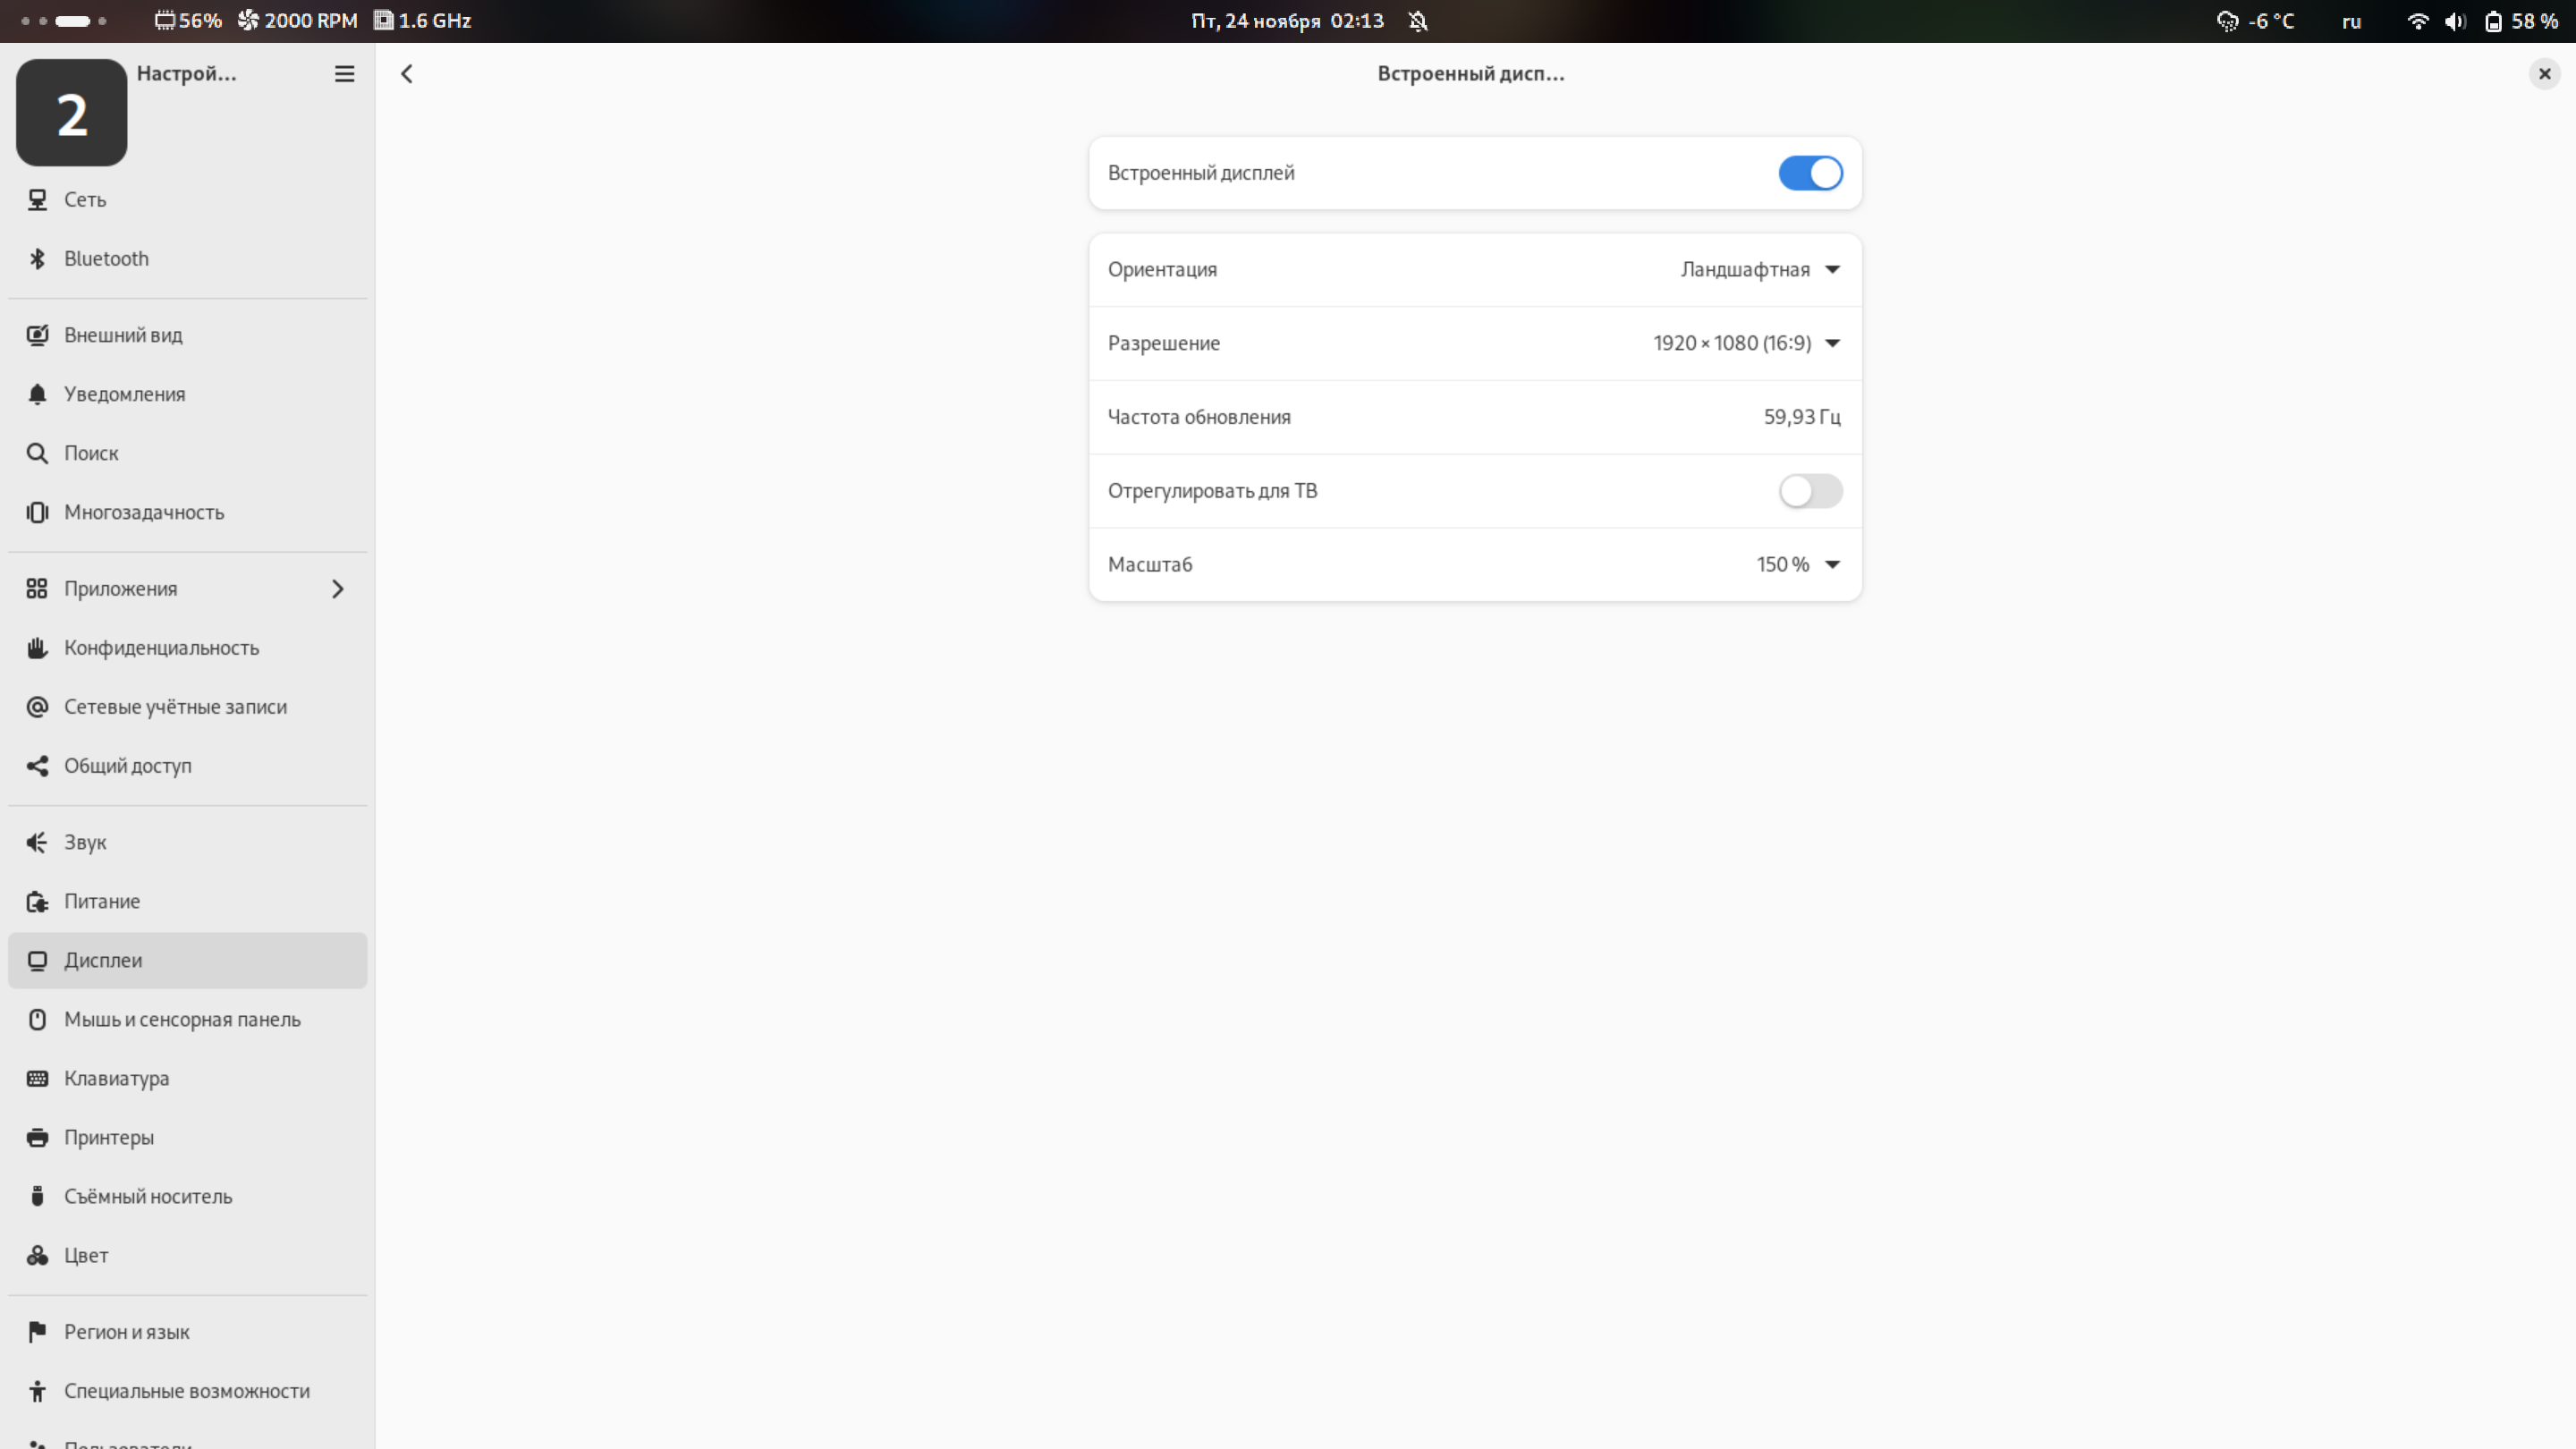 56% 2000 RPM 1.6 GHz Пт, 24 ноября 02:13 -6 °C ru 58 %
2
Настрой...
Встроенный дисп...
Сеть
Bluetooth
Внешний вид
Уведомления
Поиск
Многозадачность
Приложения
Конфиденциальность
Сетевые учётные записи
Общий доступ
Звук
Питание
Дисплеи
Мышь и сенсорная панель
Клавиатура
Принтеры
Съёмный носитель
Цвет
Регион и язык
Специальные возможности
Пользователи
Встроенный дисплей
Ориентация Ландшафтная
Разрешение 1920 × 1080 (16:9)
Частота обновления 59,93 Гц
Отрегулировать для ТВ
Масштаб 150 %